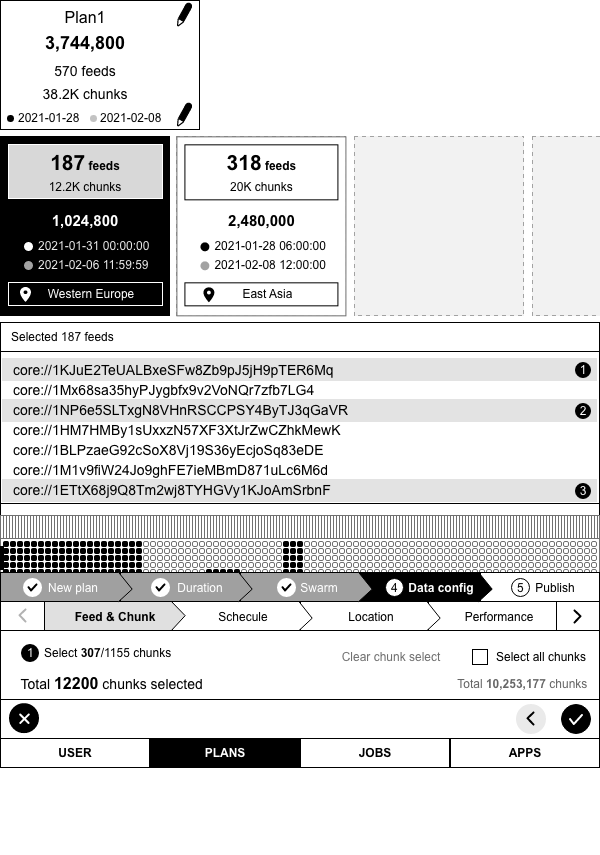 Plan1
3,744,800
570 feeds
38.2K chunks
2021-01-28 2021-02-08
187 feeds
12.2K chunks
1,024,800
2021-01-31 00:00:00
2021-02-06 11:59:59
Western Europe
318 feeds
20K chunks
2,480,000
2021-01-28 06:00:00
2021-02-08 12:00:00
East Asia
Selected 187 feeds
core://1KJuE2TeUALBxeSFw8Zb9pJ5jH9pTER6Mq 1
core://1Mx68sa35hyPJygbfx9v2VoNQr7zfb7LG4
core://1NP6e5SLTxgN8VHnRSCCPSY4ByTJ3qGaVR 2
core://1HM7HMBy1sUxxzN57XF3XtJrZwCZhkMewK
core://1BLPzaeG92cSoX8Vj19S36yEcjoSq83eDE
core://1M1v9fiW24Jo9ghFE7ieMBmD871uLc6M6d
core://1ETtX68j9Q8Tm2wj8TYHGVy1KJoAmSrbnF 3
New plan Duration Swarm 4 Data config 5 Publish
Feed & Chunk Schecule Location Performance
1 Select 307/1155 chunks
Clear chunk select Select all chunks
Total 12200 chunks selected
Total 10,253,177 chunks
USER PLANS JOBS APPS